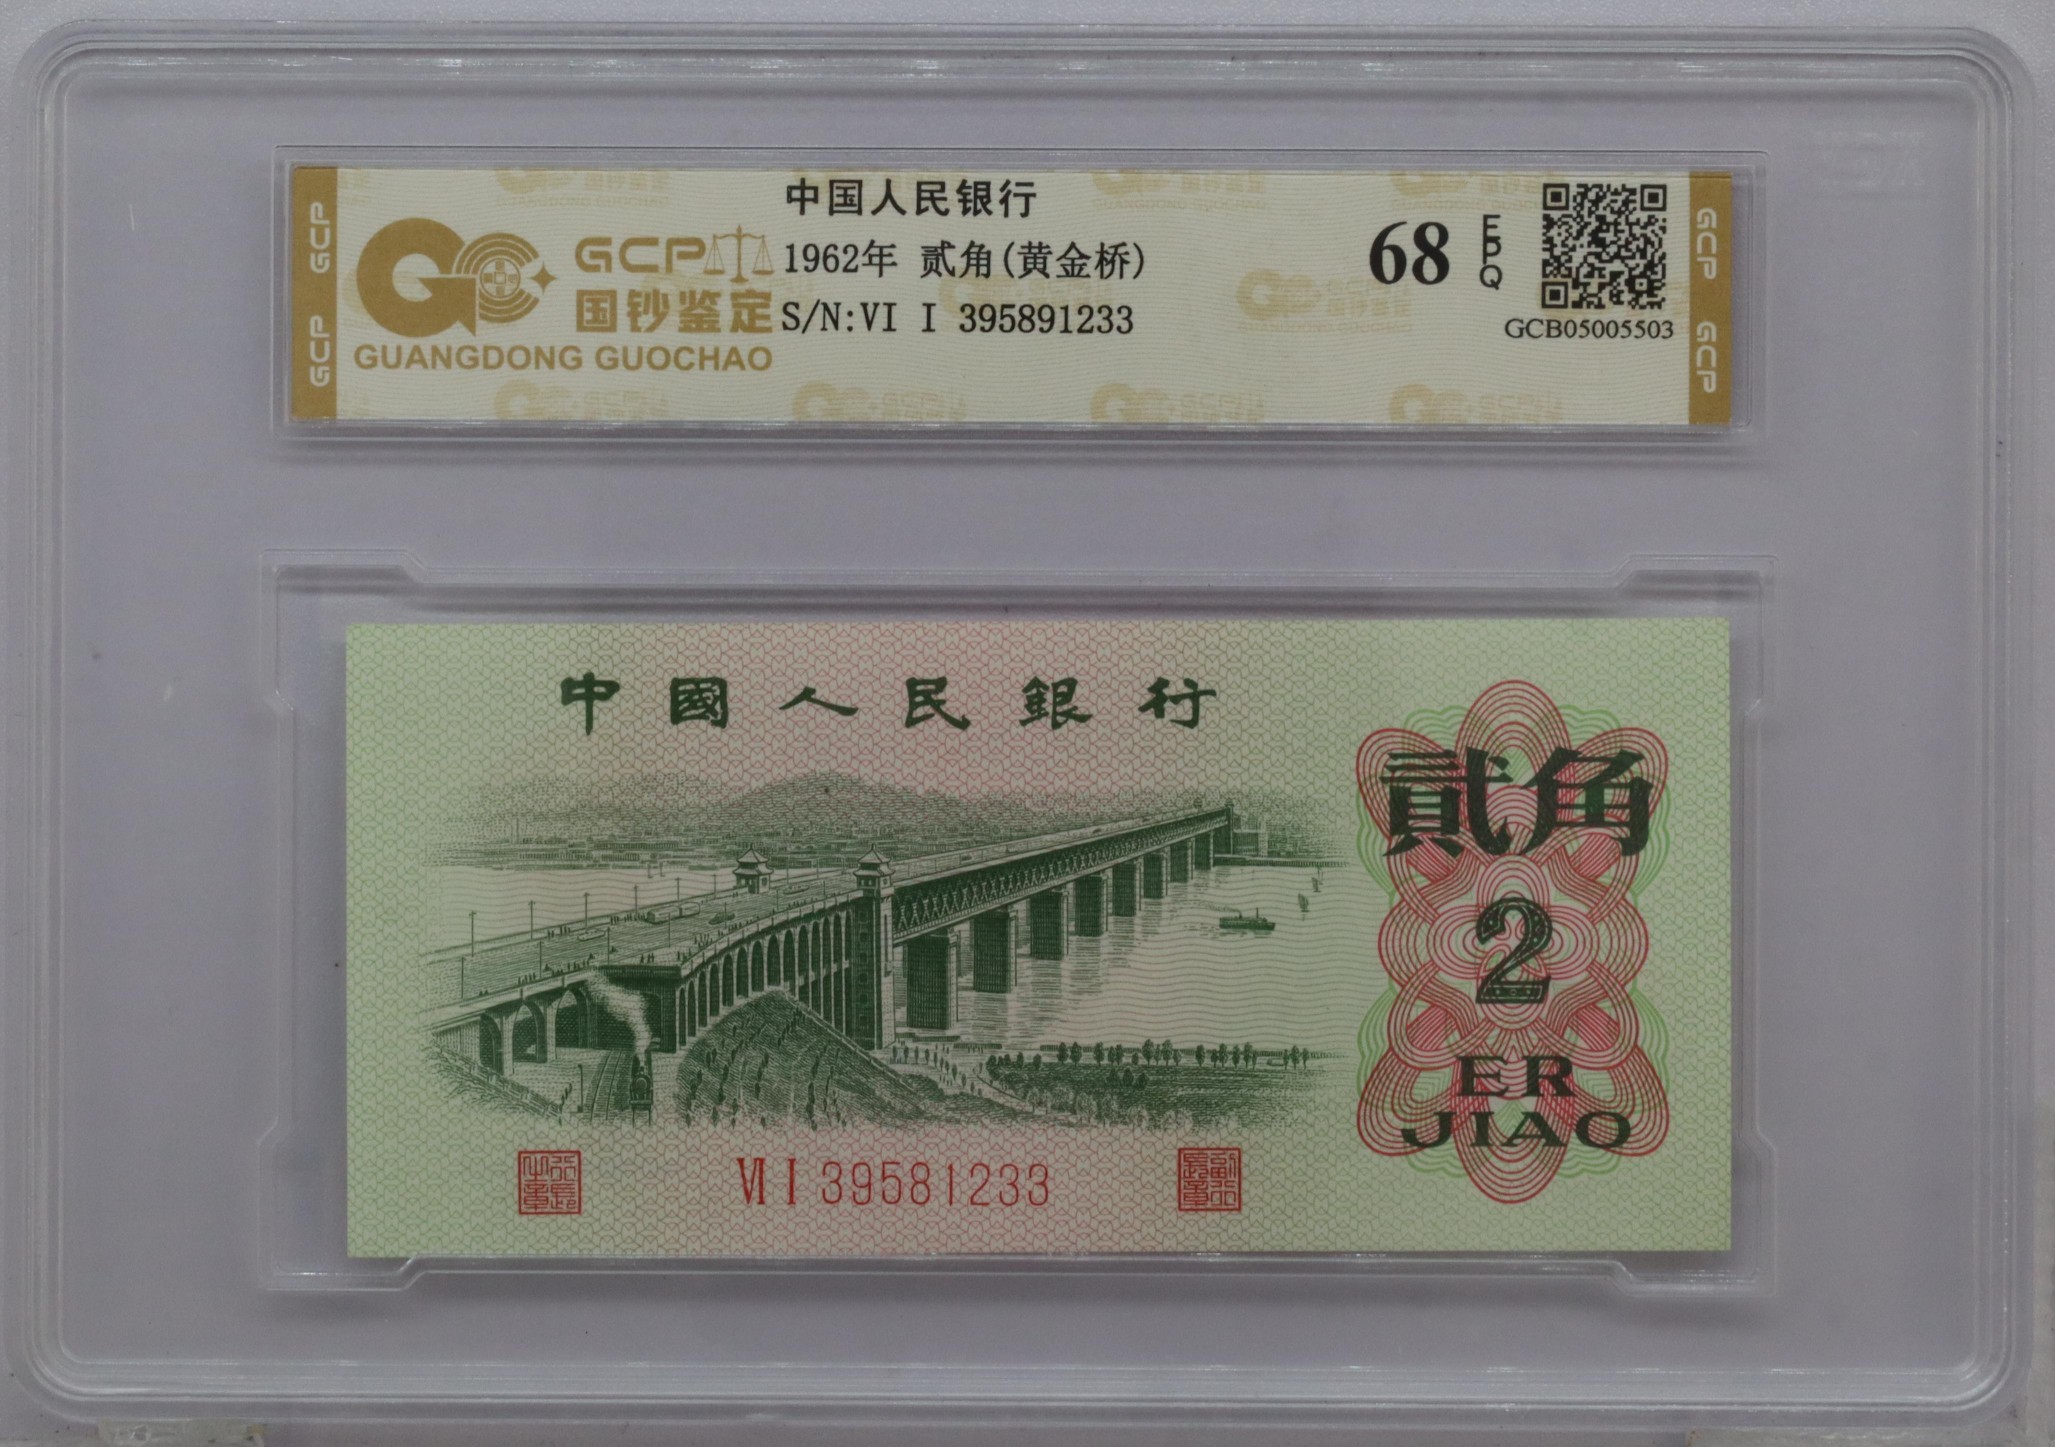 中国人民银行
1962年 贰角(黄金桥)
S/N:VI I 395891233
GCP
国钞鉴定
GUANGDONG GUOCHAO
68 EPQ
GCB05005503
GCP
GCP
GCP
GCP
中國人民銀行
貳角
2
ER
JIAO
VI I 39581233